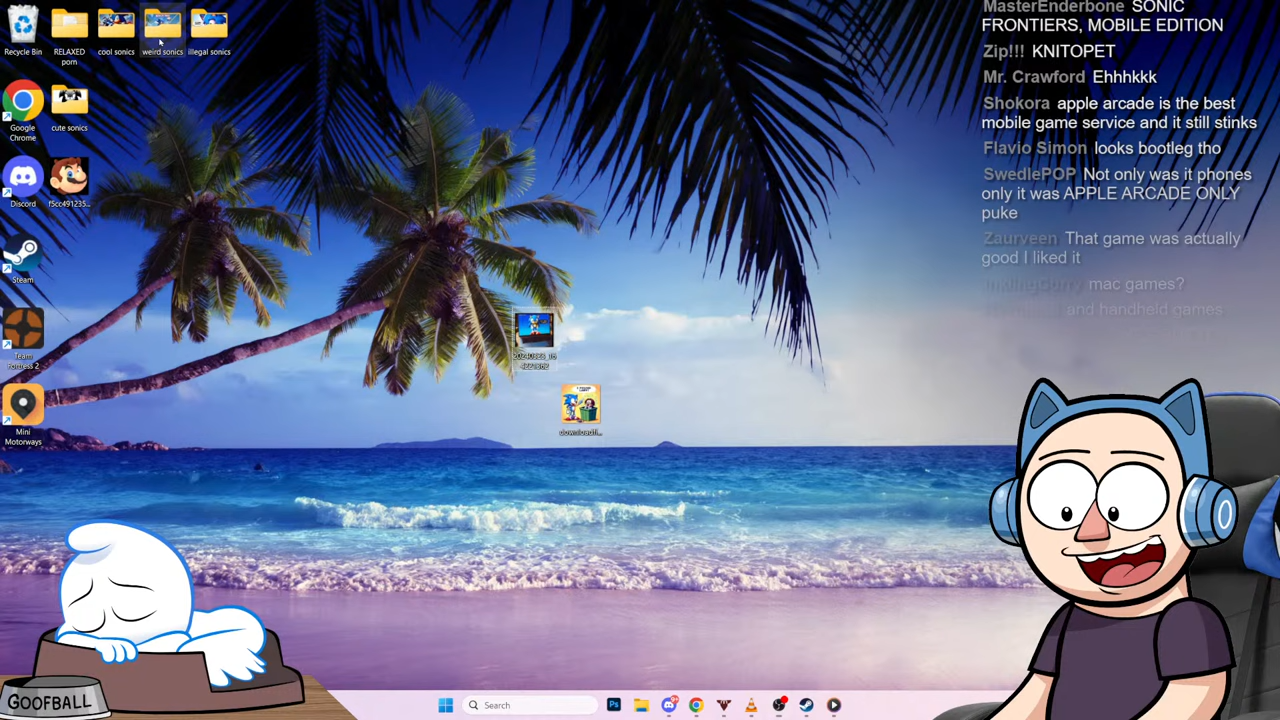 Recycle Bin
RELAXED
porn
cool sonics
weird sonics
illegal sonics
Google
Chrome
cute sonics
Discord
f5cc491235...
Steam
Team
Fortress 2
Mini
Motorways
downloadfi...
MasterEnderbone SONIC
FRONTIERS, MOBILE EDITION
Zip!!! KNITOPET
Mr. Crawford Ehhhkkk
Shokora apple arcade is the best
mobile game service and it still stinks
Flavio Simon looks bootleg tho
SwedlePOP Not only was it phones
only it was APPLE ARCADE ONLY
puke
Zaurveen That game was actually
good I liked it
mac games?
and handheld games
GOOFBALL
Search
Ps